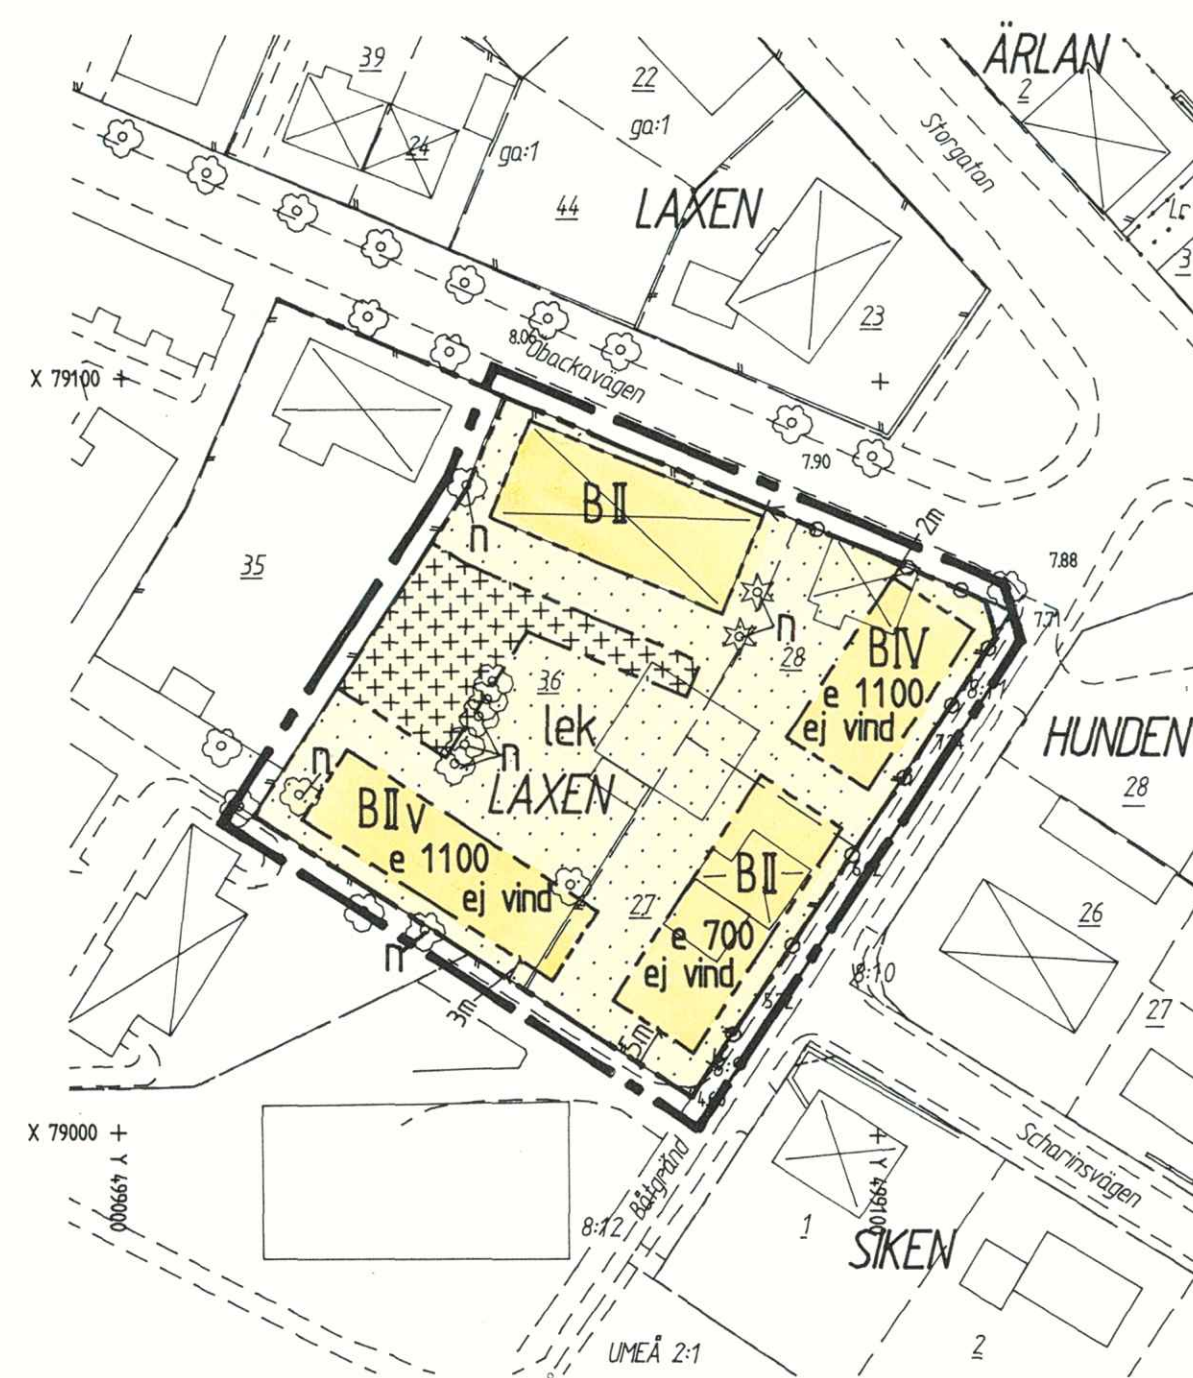 ÄRLAN
2
39
22
ga:1
24
ga:1
Storgatan
44
LAXEN
3
23
8.06
Öbackavägen
X 79100
7.90
2m
B II
n
7.88
35
n
28
B IV
e 1100
ej vind
36
lek
8:11
HUNDEN
28
n
n
LAXEN
B II v
e 1100
ej vind
B II
27
26
e 700
ej vind
n
8:10
3m
4.5m
27
X 79000
Y 499000
Y 499100
Scharinsvägen
Båtgränd
8:12
1
SIKEN
UMEÅ 2:1
2